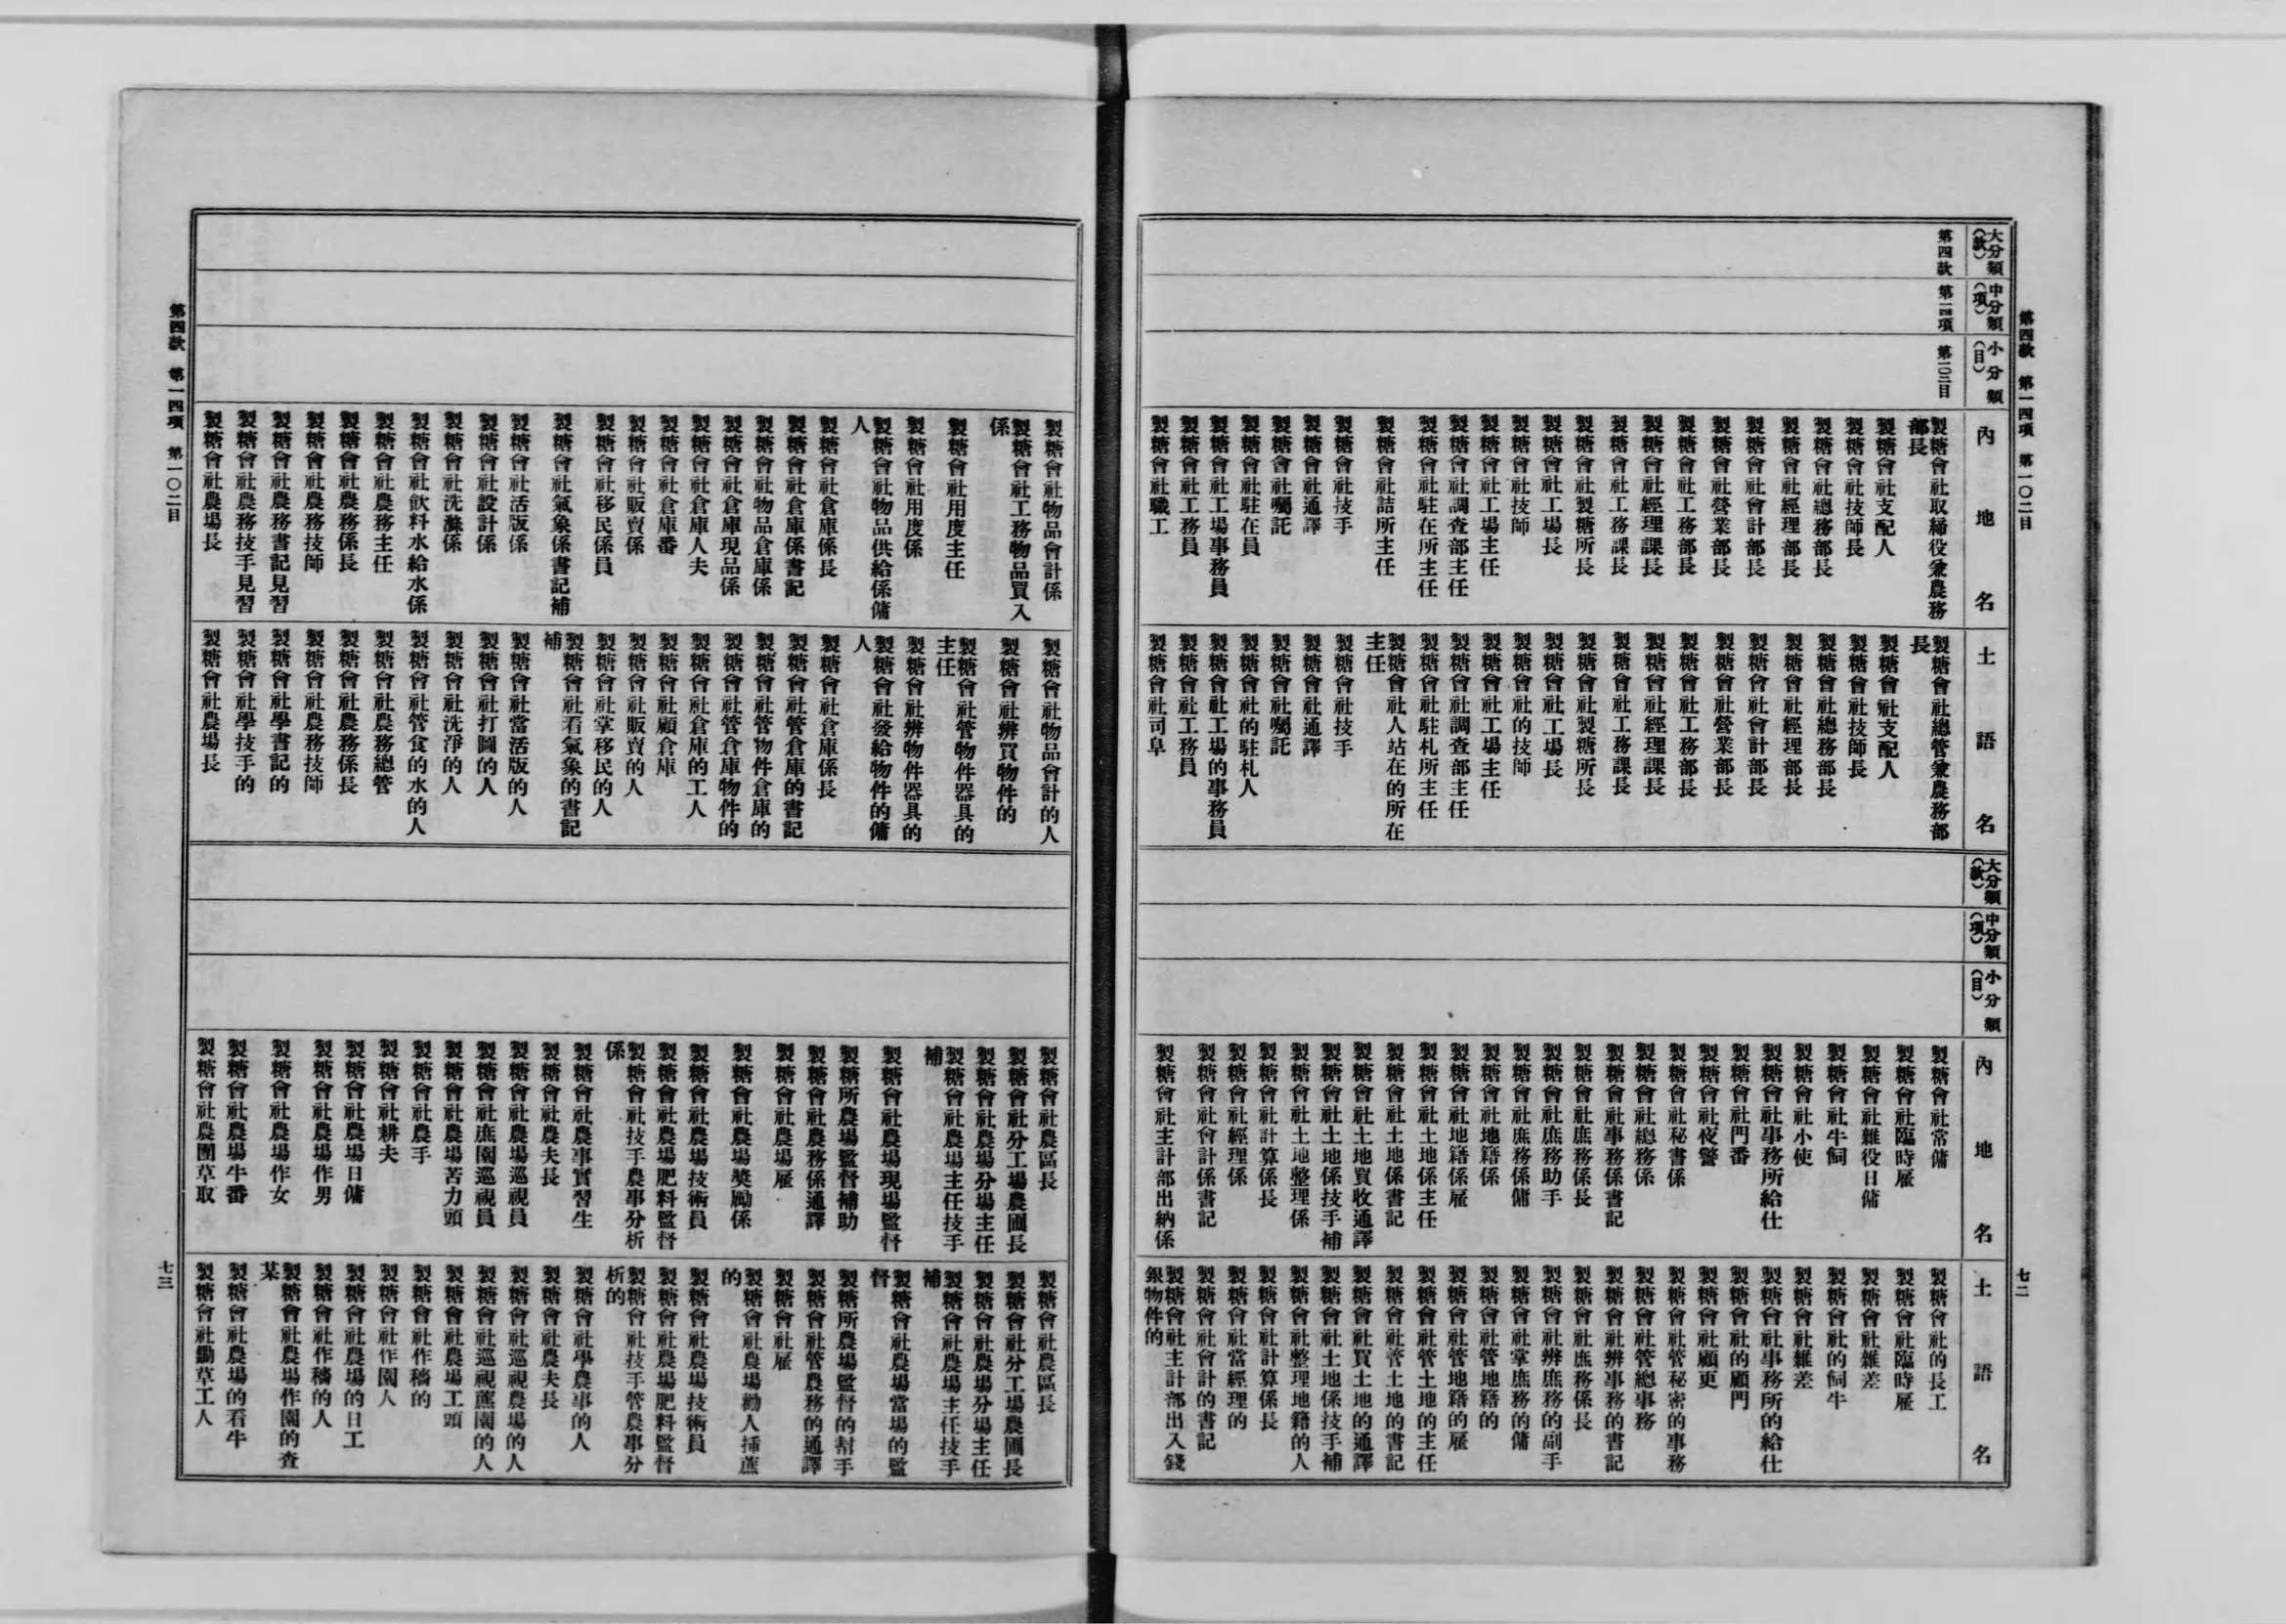 第四款　第一四項　第一〇二目
七二
大分類（款）
中分類（項）
小分類（目）
內地名
土語名
第四款
第一四項
第一〇二目
製糖會社取締役兼農務部長
製糖會社支配人
製糖會社技師長
製糖會社總務部長
製糖會社經理部長
製糖會社會計部長
製糖會社營業部長
製糖會社工務部長
製糖會社經理課長
製糖會社工務課長
製糖會社製糖所長
製糖會社工場長
製糖會社技師
製糖會社工場主任
製糖會社調查部主任
製糖會社駐在所主任
製糖會社詰所主任
製糖會社技手
製糖會社通譯
製糖會社囑託
製糖會社駐在員
製糖會社工場事務員
製糖會社工務員
製糖會社職工
製糖會社總管兼農務部長
製糖會社支配人
製糖會社技師長
製糖會社總務部長
製糖會社經理部長
製糖會社會計部長
製糖會社營業部長
製糖會社工務部長
製糖會社經理課長
製糖會社工務課長
製糖會社製糖所長
製糖會社工場長
製糖會社的技師
製糖會社工場主任
製糖會社調查部主任
製糖會社駐札所主任
製糖會社人站在的所在主任
製糖會社技手
製糖會社通譯
製糖會社囑託
製糖會社的駐札人
製糖會社工場的事務員
製糖會社工務員
製糖會社司阜
大分類（款）
中分類（項）
小分類（目）
內地名
土語名
製糖會社常傭
製糖會社臨時雇
製糖會社雜役日傭
製糖會社牛飼
製糖會社小使
製糖會社事務所給仕
製糖會社門番
製糖會社夜警
製糖會社秘書係
製糖會社總務係
製糖會社事務係書記
製糖會社庶務係長
製糖會社庶務助手
製糖會社庶務係傭
製糖會社地籍係
製糖會社地籍係雇
製糖會社土地係主任
製糖會社土地係書記
製糖會社土地買收通譯
製糖會社土地係技手補
製糖會社土地整理係
製糖會社計算係長
製糖會社經理係
製糖會社會計係書記
製糖會社主計部出納係
製糖會社的長工
製糖會社臨時雇
製糖會社雜差
製糖會社的飼牛
製糖會社雜差
製糖會社事務所的給仕
製糖會社的顧門
製糖會社顧更
製糖會社管秘密的事務
製糖會社管總事務
製糖會社辨事務的書記
製糖會社庶務係長
製糖會社辨庶務的副手
製糖會社掌庶務的傭
製糖會社管地籍的
製糖會社管地籍的雇
製糖會社管土地的主任
製糖會社管土地的書記
製糖會社買土地的通譯
製糖會社土地係技手補
製糖會社整理地籍的人
製糖會社計算係長
製糖會社當經理的
製糖會社會計的書記
製糖會社主計部出入錢銀物件的
製糖會社物品會計係
製糖會社工務物品買入係
製糖會社用度主任
製糖會社用度係
製糖會社物品供給係傭人
製糖會社倉庫係長
製糖會社倉庫係書記
製糖會社物品倉庫係
製糖會社倉庫現品係
製糖會社倉庫人夫
製糖會社倉庫番
製糖會社販賣係
製糖會社移民係員
製糖會社氣象係書記補
製糖會社活版係
製糖會社設計係
製糖會社洗滌係
製糖會社飲料水給水係
製糖會社農務主任
製糖會社農務係長
製糖會社農務技師
製糖會社農務書記見習
製糖會社農務技手見習
製糖會社農場長
製糖會社物品會計的人
製糖會社辨買物件的
製糖會社管物件器具的主任
製糖會社辨物件器具的
製糖會社發給物件的傭人
製糖會社倉庫係長
製糖會社管倉庫的書記
製糖會社管物件倉庫的
製糖會社管倉庫物件的
製糖會社倉庫的工人
製糖會社顧倉庫
製糖會社販賣的人
製糖會社掌移民的人
製糖會社看氣象的書記補
製糖會社當活版的人
製糖會社打圖的人
製糖會社洗淨的人
製糖會社管食的水的人
製糖會社農務總管
製糖會社農務係長
製糖會社農務技師
製糖會社學書記的
製糖會社學技手的
製糖會社農場長
製糖會社農區長
製糖會社分工場農圃長
製糖會社農場分場主任
製糖會社農場主任技手補
製糖會社農場現場監督
製糖所農場監督補助
製糖會社農務係通譯
製糖會社農場雇
製糖會社農場獎勵係
製糖會社農場技術員
製糖會社農場肥料監督
製糖會社技手農事分析係
製糖會社農事實習生
製糖會社農夫長
製糖會社農場巡視員
製糖會社蔗園巡視員
製糖會社農場苦力頭
製糖會社農手
製糖會社耕夫
製糖會社農場日傭
製糖會社農場作男
製糖會社農場作女
製糖會社農場牛番
製糖會社農園草取
製糖會社農區長
製糖會社分工場農圃長
製糖會社農場分場主任
製糖會社農場主任技手補
製糖會社農場當場的監督
製糖所農場監督的幇手
製糖會社管農務的通譯
製糖會社雇
製糖會社農場勸人揷蔗的
製糖會社農場技術員
製糖會社農場肥料監督
製糖會社技手管農事分析的
製糖會社學農事的人
製糖會社農夫長
製糖會社巡視農場的人
製糖會社巡視蔗園的人
製糖會社農場工頭
製糖會社作穡的
製糖會社作園人
製糖會社農場的日工
製糖會社作穡的人
製糖會社農場作園的查某
製糖會社農場的看牛
製糖會社鋤草工人
第四款　第一四項　第一〇二目
七三